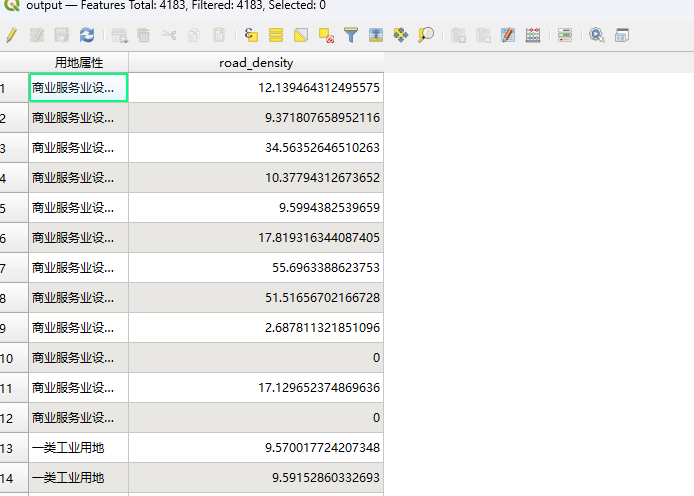 output — Features Total: 4183, Filtered: 4183, Selected: 0
用地属性 road_density
1 商业服务业设... 12.139464312495575
2 商业服务业设... 9.371807658952116
3 商业服务业设... 34.56352646510263
4 商业服务业设... 10.37794312673652
5 商业服务业设... 9.5994382539659
6 商业服务业设... 17.819316344087405
7 商业服务业设... 55.6963388623753
8 商业服务业设... 51.51656702166728
9 商业服务业设... 2.687811321851096
10 商业服务业设... 0
11 商业服务业设... 17.129652374869636
12 商业服务业设... 0
13 一类工业用地 9.570017724207348
14 一类工业用地 9.59152860332693